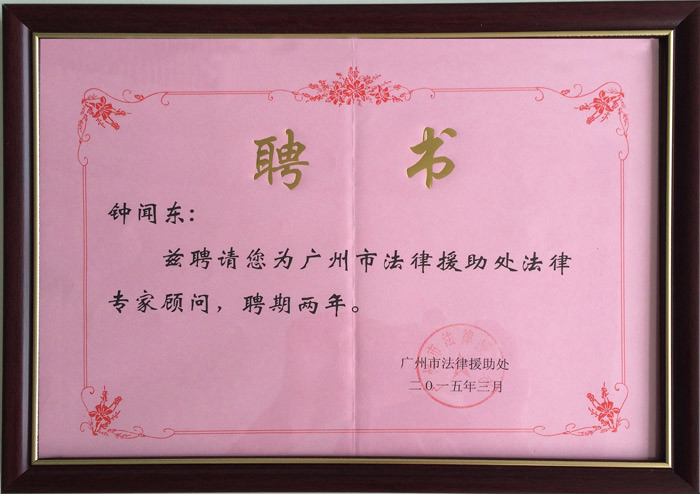 聘书
钟闻东：
兹聘请您为广州市法律援助处法律
专家顾问，聘期两年。
广州市法律援助处
二〇一五年三月